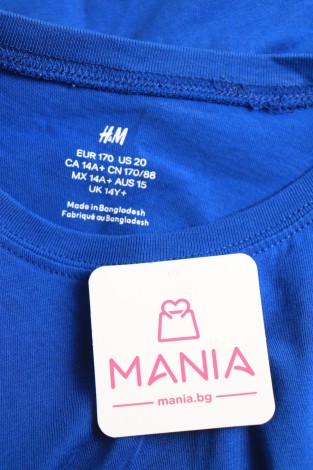 H&M
EUR 170 US 20
CA 14A+ CN 170/88
MX 14A+ AUS 15
UK 14Y+
Made in Bangladesh
Fabriqué au Bangladesh
MANIA
mania.bg